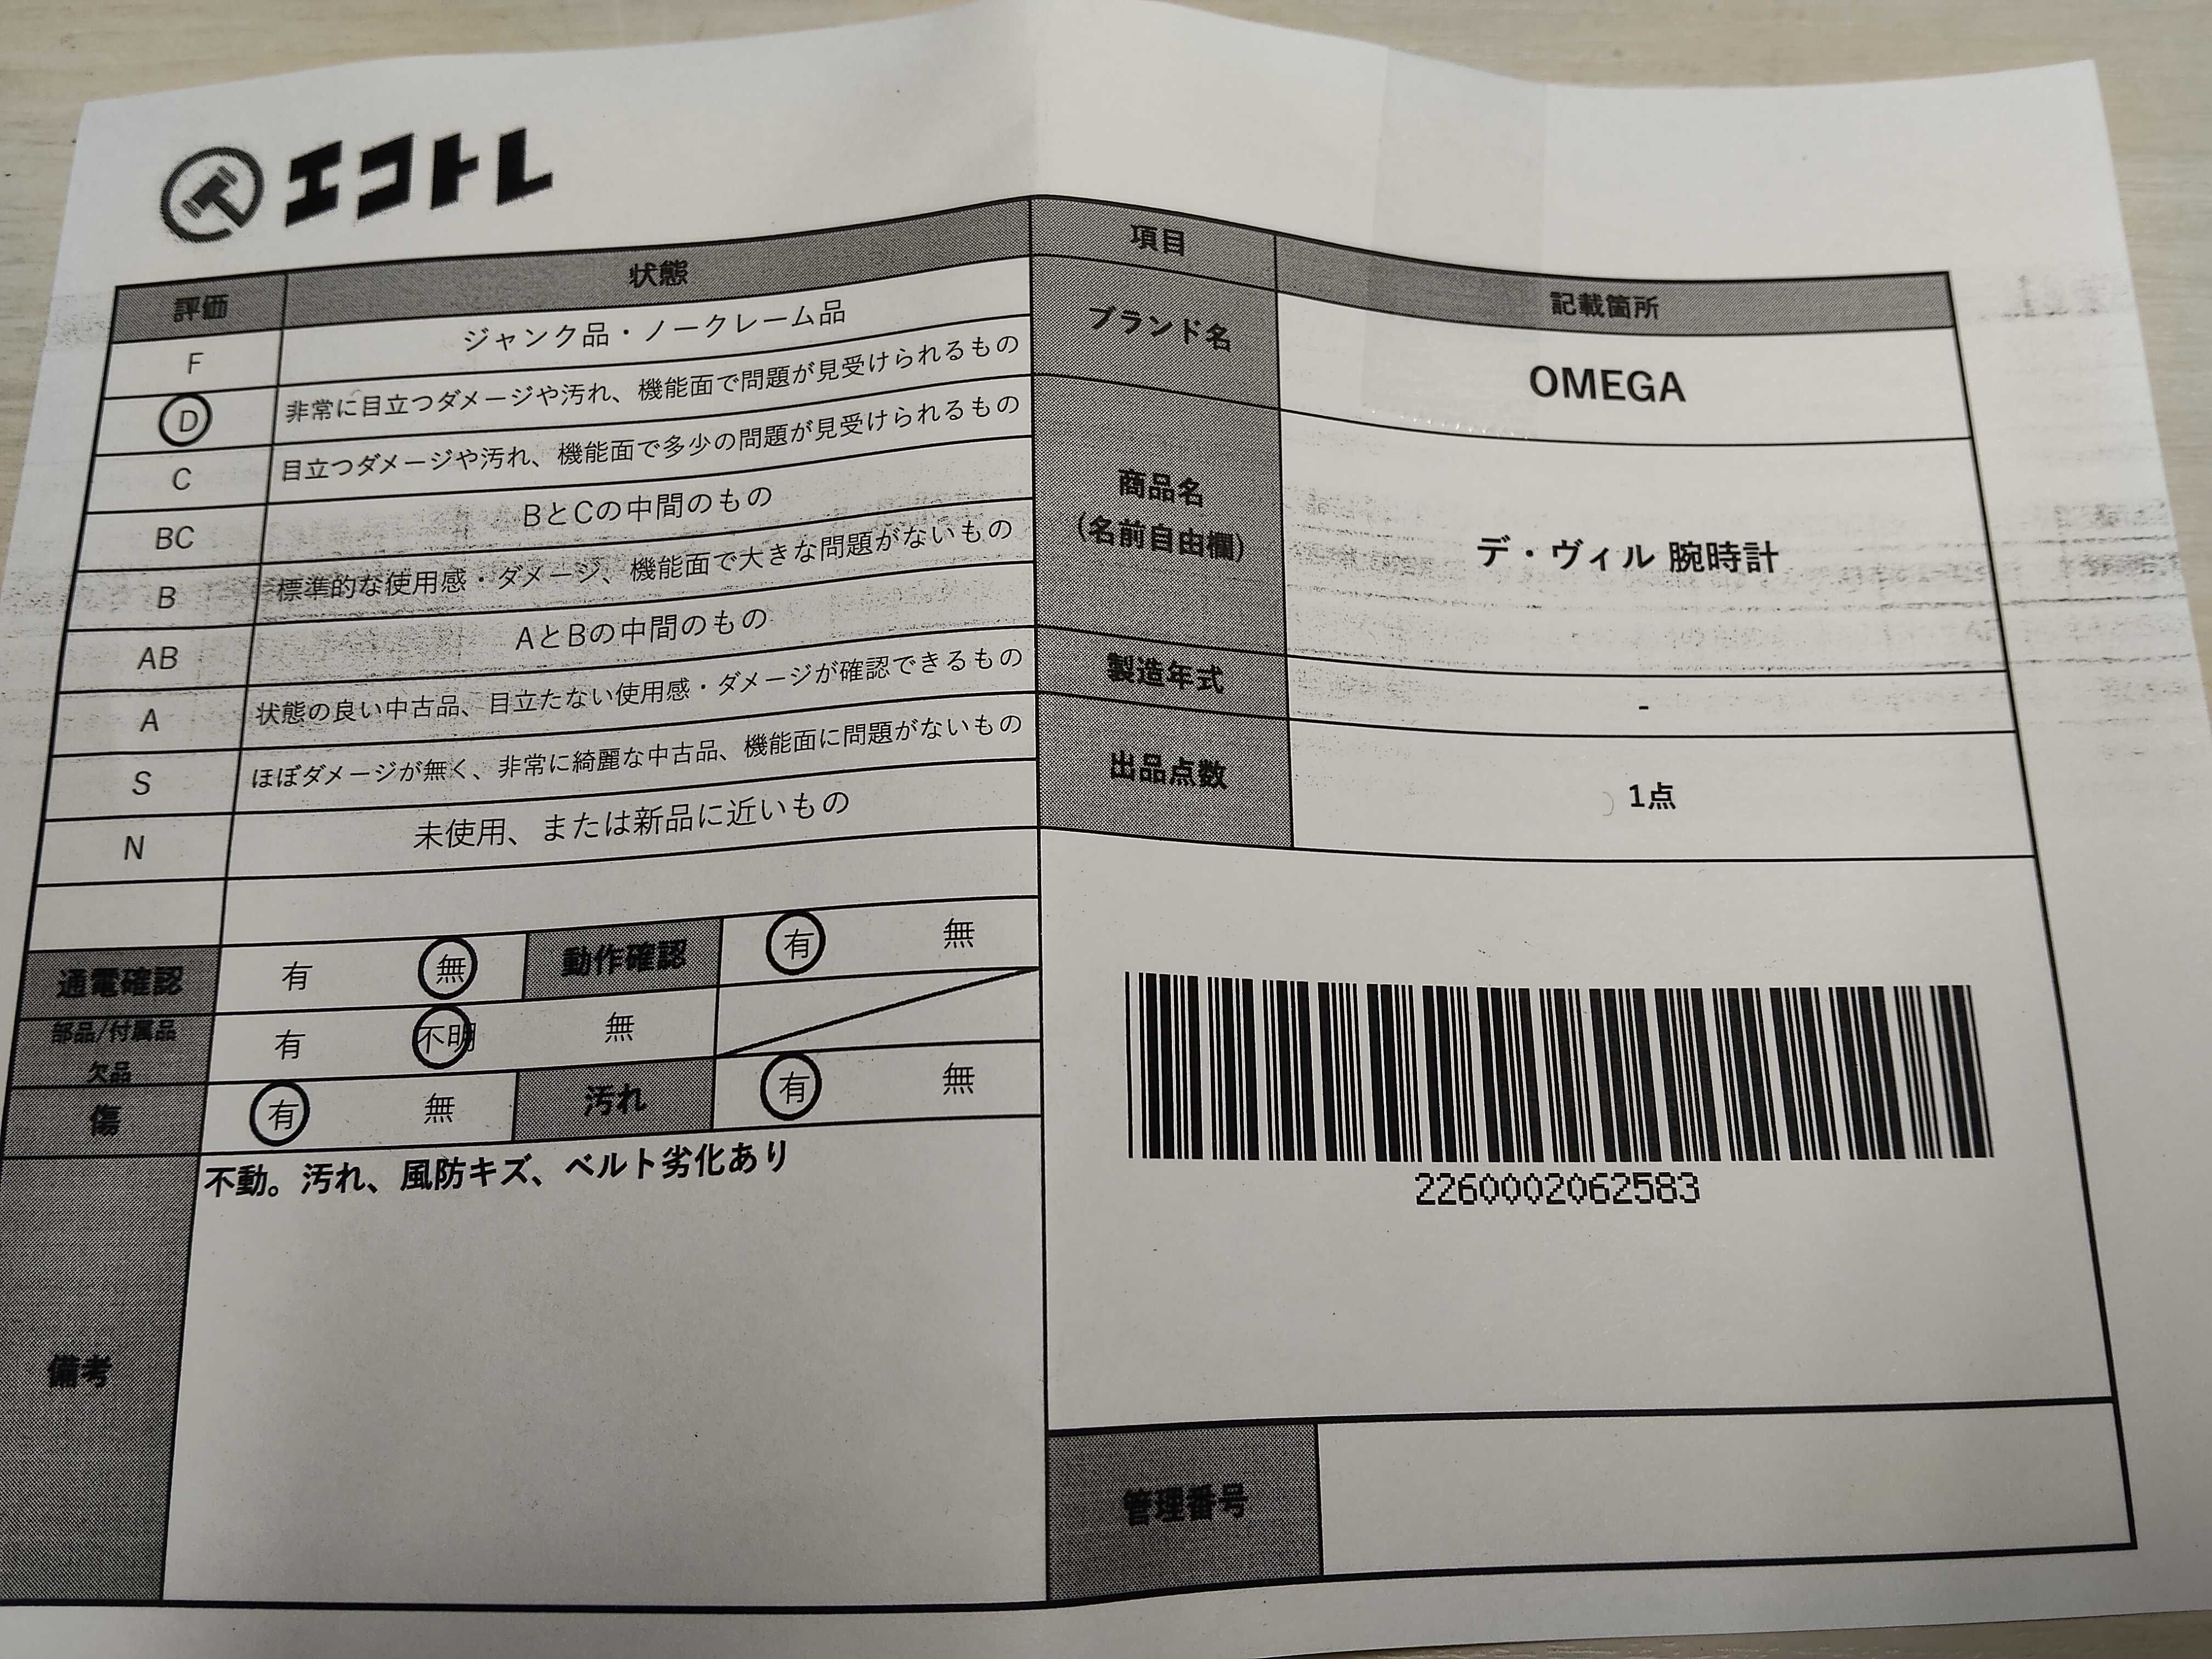 エコトレ
評価 状態
F ジャンク品・ノークレーム品
D 非常に目立つダメージや汚れ、機能面で問題が見受けられるもの
C 目立つダメージや汚れ、機能面で多少の問題が見受けられるもの
BC BとCの中間のもの
B 標準的な使用感・ダメージ、機能面で大きな問題がないもの
AB AとBの中間のもの
A 状態の良い中古品、目立たない使用感・ダメージが確認できるもの
S ほぼダメージが無く、非常に綺麗な中古品、機能面に問題がないもの
N 未使用、または新品に近いもの
通電確認 有 無 動作確認 有 無
部品/付属品
欠品 有 不明 無
傷 有 無 汚れ 有 無
備考 不動。汚れ、風防キズ、ベルト劣化あり
項目 記載箇所
ブランド名 OMEGA
商品名
(名前自由欄) デ・ヴィル 腕時計
製造年式 -
出品点数 1点
2260002062583
管理番号